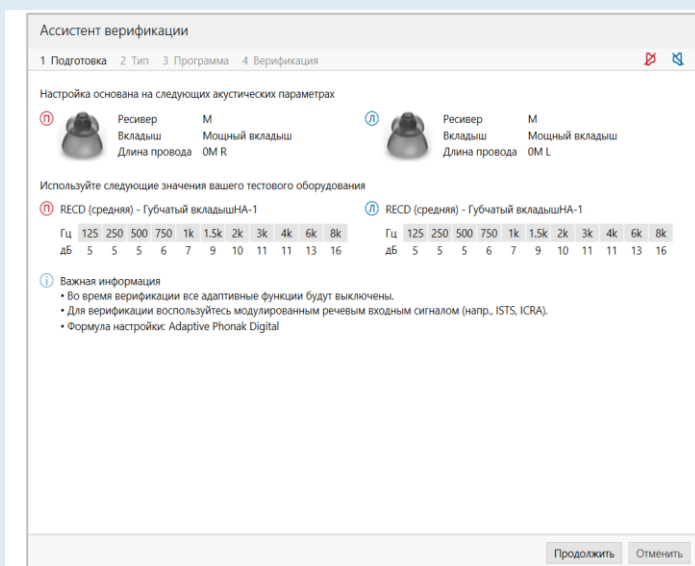 Ассистент верификации
1 Подготовка 2 Тип 3 Программа 4 Верификация
Настройка основана на следующих акустических параметрах
П Ресивер M Л Ресивер M
Вкладыш Мощный вкладыш Вкладыш Мощный вкладыш
Длина провода 0M R Длина провода 0M L
Используйте следующие значения вашего тестового оборудования
П RECD (средняя) - Губчатый вкладышHA-1 Л RECD (средняя) - Губчатый вкладышHA-1
Гц 125 250 500 750 1k 1.5k 2k 3k 4k 6k 8k Гц 125 250 500 750 1k 1.5k 2k 3k 4k 6k 8k
дБ 5 5 5 6 7 9 10 11 11 13 16 дБ 5 5 5 6 7 9 10 11 11 13 16
i Важная информация
• Во время верификации все адаптивные функции будут выключены.
• Для верификации воспользуйтесь модулированным речевым входным сигналом (напр., ISTS, ICRA).
• Формула настройки: Adaptive Phonak Digital
Продолжить Отменить